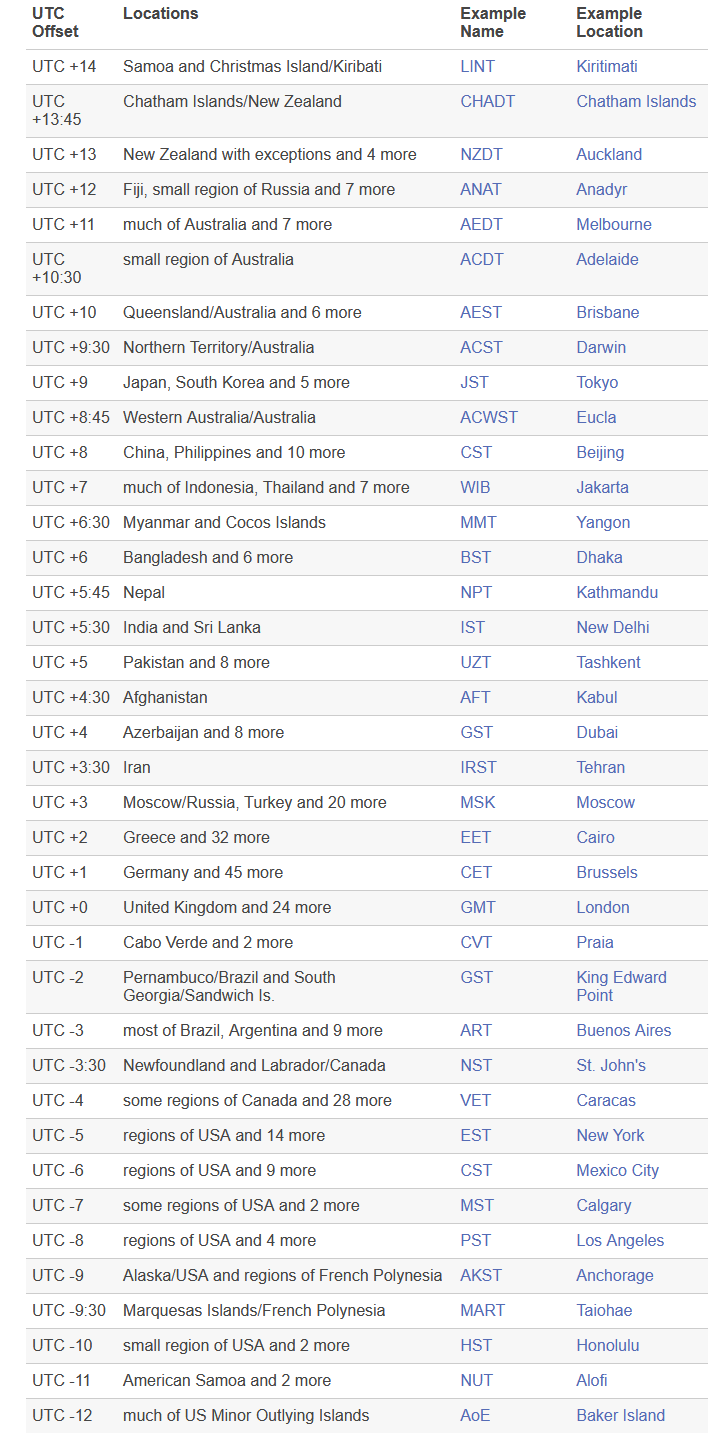 UTC Offset Locations Example Name Example Location
UTC +14 Samoa and Christmas Island/Kiribati LINT Kiritimati
UTC +13:45 Chatham Islands/New Zealand CHADT Chatham Islands
UTC +13 New Zealand with exceptions and 4 more NZDT Auckland
UTC +12 Fiji, small region of Russia and 7 more ANAT Anadyr
UTC +11 much of Australia and 7 more AEDT Melbourne
UTC +10:30 small region of Australia ACDT Adelaide
UTC +10 Queensland/Australia and 6 more AEST Brisbane
UTC +9:30 Northern Territory/Australia ACST Darwin
UTC +9 Japan, South Korea and 5 more JST Tokyo
UTC +8:45 Western Australia/Australia ACWST Eucla
UTC +8 China, Philippines and 10 more CST Beijing
UTC +7 much of Indonesia, Thailand and 7 more WIB Jakarta
UTC +6:30 Myanmar and Cocos Islands MMT Yangon
UTC +6 Bangladesh and 6 more BST Dhaka
UTC +5:45 Nepal NPT Kathmandu
UTC +5:30 India and Sri Lanka IST New Delhi
UTC +5 Pakistan and 8 more UZT Tashkent
UTC +4:30 Afghanistan AFT Kabul
UTC +4 Azerbaijan and 8 more GST Dubai
UTC +3:30 Iran IRST Tehran
UTC +3 Moscow/Russia, Turkey and 20 more MSK Moscow
UTC +2 Greece and 32 more EET Cairo
UTC +1 Germany and 45 more CET Brussels
UTC +0 United Kingdom and 24 more GMT London
UTC -1 Cabo Verde and 2 more CVT Praia
UTC -2 Pernambuco/Brazil and South Georgia/Sandwich Is. GST King Edward Point
UTC -3 most of Brazil, Argentina and 9 more ART Buenos Aires
UTC -3:30 Newfoundland and Labrador/Canada NST St. John's
UTC -4 some regions of Canada and 28 more VET Caracas
UTC -5 regions of USA and 14 more EST New York
UTC -6 regions of USA and 9 more CST Mexico City
UTC -7 some regions of USA and 2 more MST Calgary
UTC -8 regions of USA and 4 more PST Los Angeles
UTC -9 Alaska/USA and regions of French Polynesia AKST Anchorage
UTC -9:30 Marquesas Islands/French Polynesia MART Taiohae
UTC -10 small region of USA and 2 more HST Honolulu
UTC -11 American Samoa and 2 more NUT Alofi
UTC -12 much of US Minor Outlying Islands AoE Baker Island